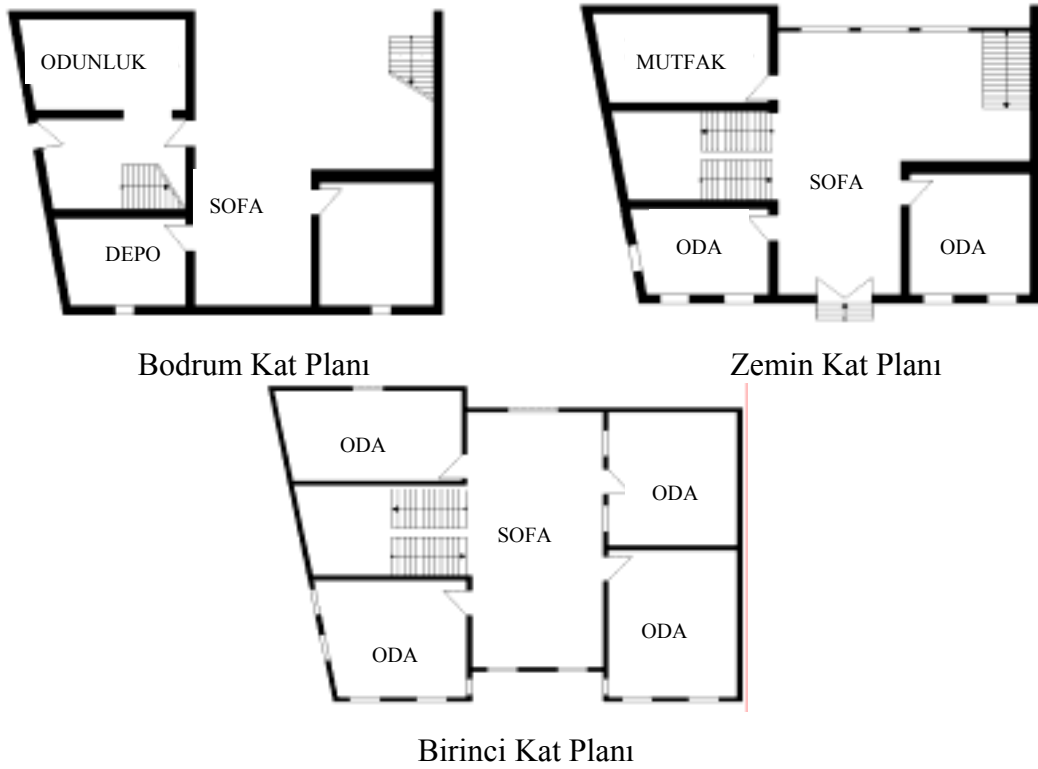 ODUNLUK
SOFA
DEPO
Bodrum Kat Planı
MUTFAK
SOFA
ODA
ODA
Zemin Kat Planı
ODA
ODA
SOFA
ODA
ODA
Birinci Kat Planı